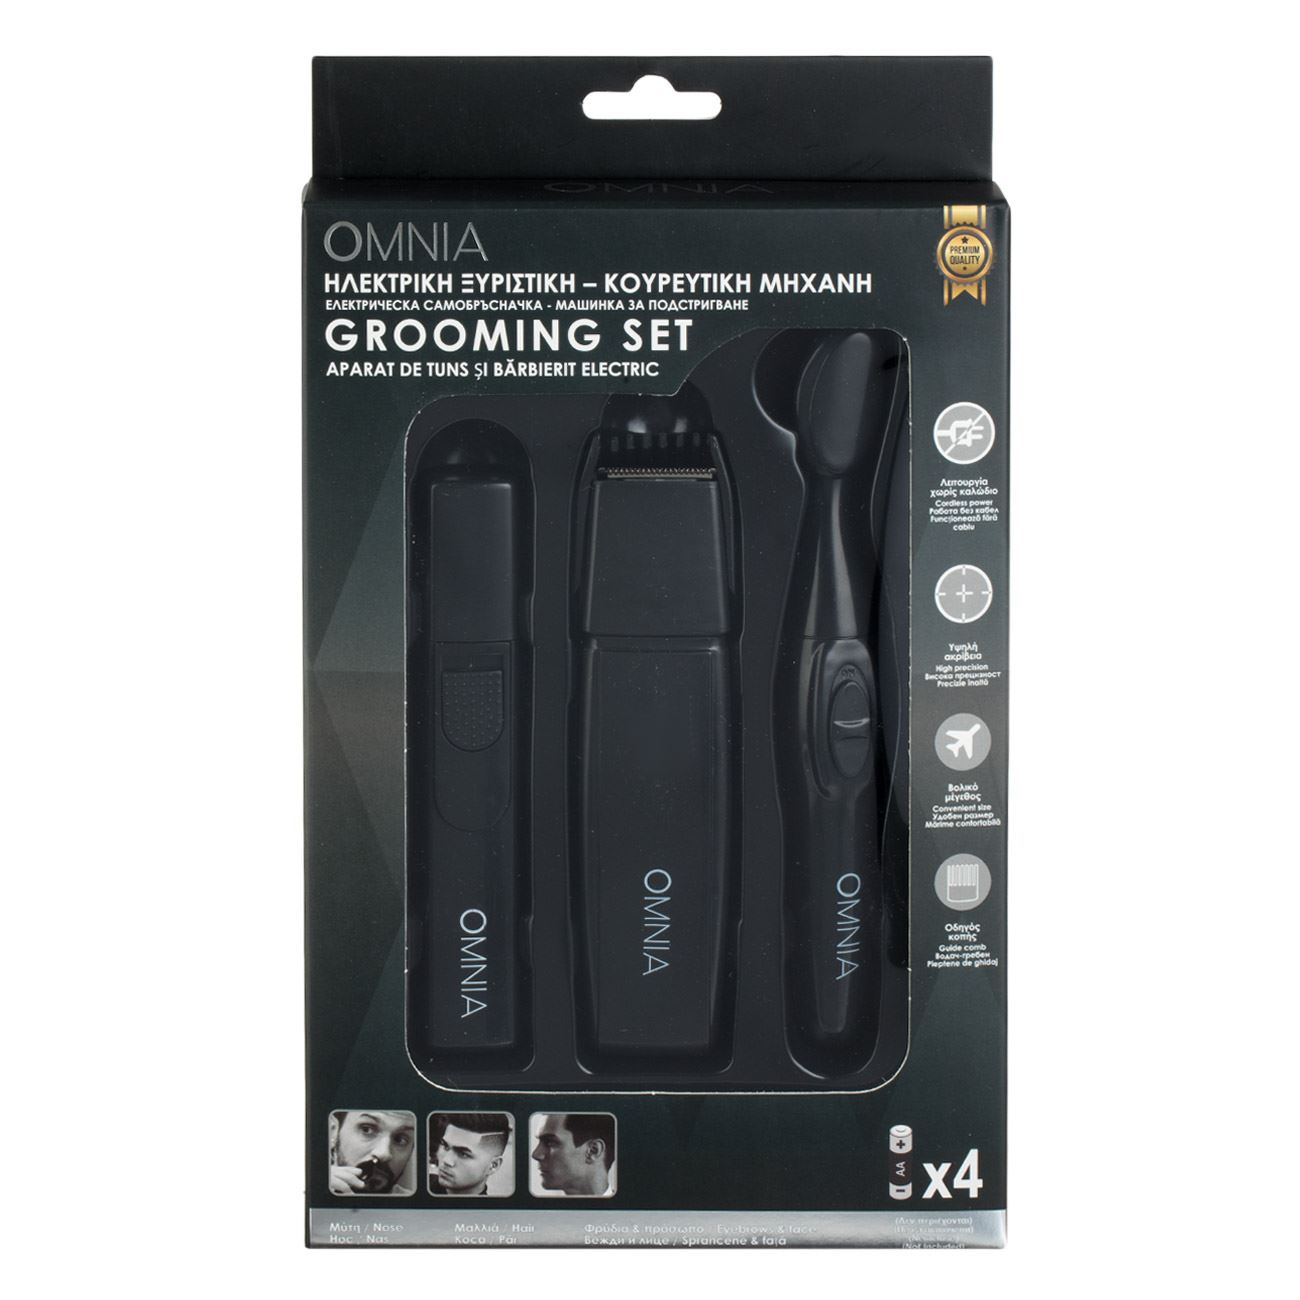 OMNIA
OMNIA
PREMIUM
QUALITY
ΗΛΕΚΤΡΙΚΗ ΞΥΡΙΣΤΙΚΗ – ΚΟΥΡΕΥΤΙΚΗ ΜΗΧΑΝΗ
ЕЛЕКТРИЧЕСКА САМОБРЪСНАЧКА - МАШИНКА ЗА ПОДСТРИГВАНЕ
GROOMING SET
APARAT DE TUNS ȘI BĂRBIERIT ELECTRIC
Λειτουργία
χωρίς καλώδιο
Cordless power
Работа без кабел
Funcționează fără
cablu
Υψηλή
ακρίβεια
High precision
Висока прецизност
Precizie înaltă
ON
Βολικό
μέγεθος
Convenient size
Удобен размер
Mărime confortabilă
Οδηγός
κοπής
Guide comb
Водач-гребен
Pieptene de ghidaj
OMNIA
OMNIA
OMNIA
AA
x4
Μύτη / Nose
Нос / Nas
Μαλλιά / Hair
Коса / Păr
Φρύδια & πρόσωπο / Eyebrows & face
Вежди и лице / Sprâncene & față
(Δεν περιέχονται)
(Not included)